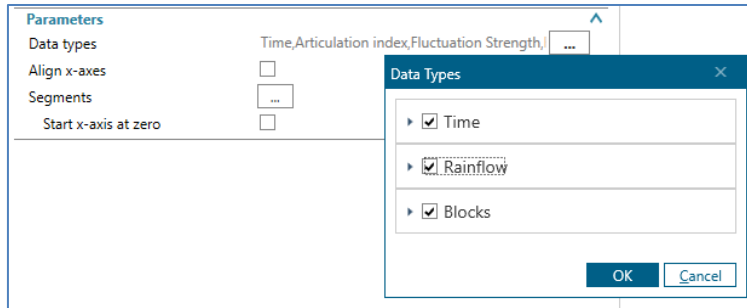 Parameters
Data types Time,Articulation index,Fluctuation Strength, ...
Align x-axes
Segments ...
Start x-axis at zero
Data Types
Time
Rainflow
Blocks
OK Cancel